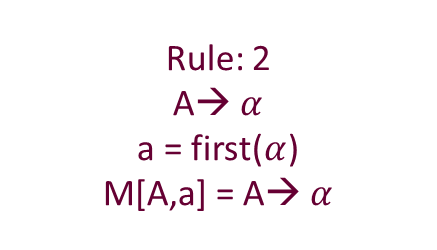 Rule: 2
A→ α
a = first(α)
M[A,a] = A→ α